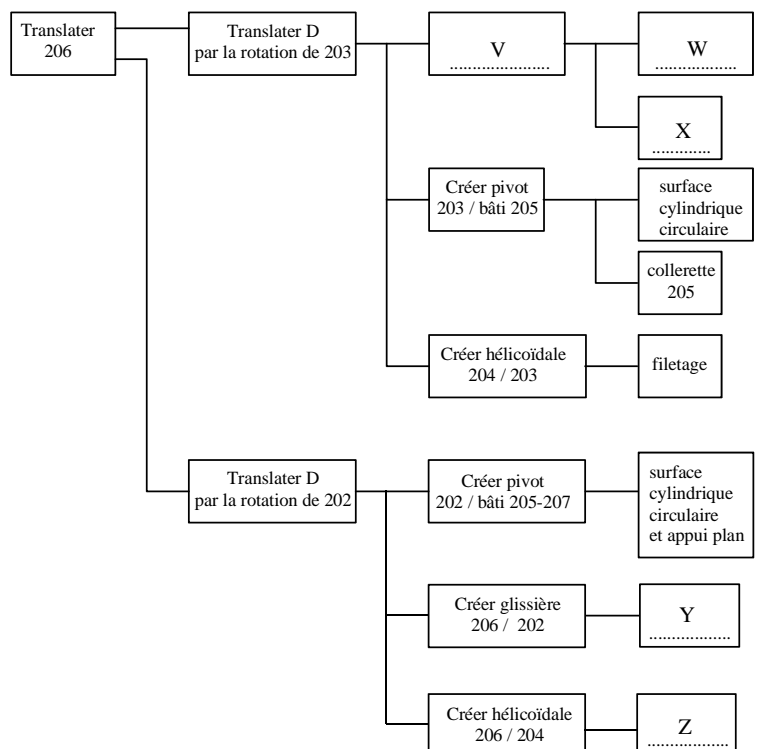 Translater
206
Translater D
par la rotation de 203
V
......................
W
..................
X
.............
Créer pivot
203 / bâti 205
surface
cylindrique
circulaire
collerette
205
Créer hélicoïdale
204 / 203
filetage
Translater D
par la rotation de 202
Créer pivot
202 / bâti 205-207
surface
cylindrique
circulaire
et appui plan
Créer glissière
206 / 202
Y
...................
Créer hélicoïdale
206 / 204
Z
..................